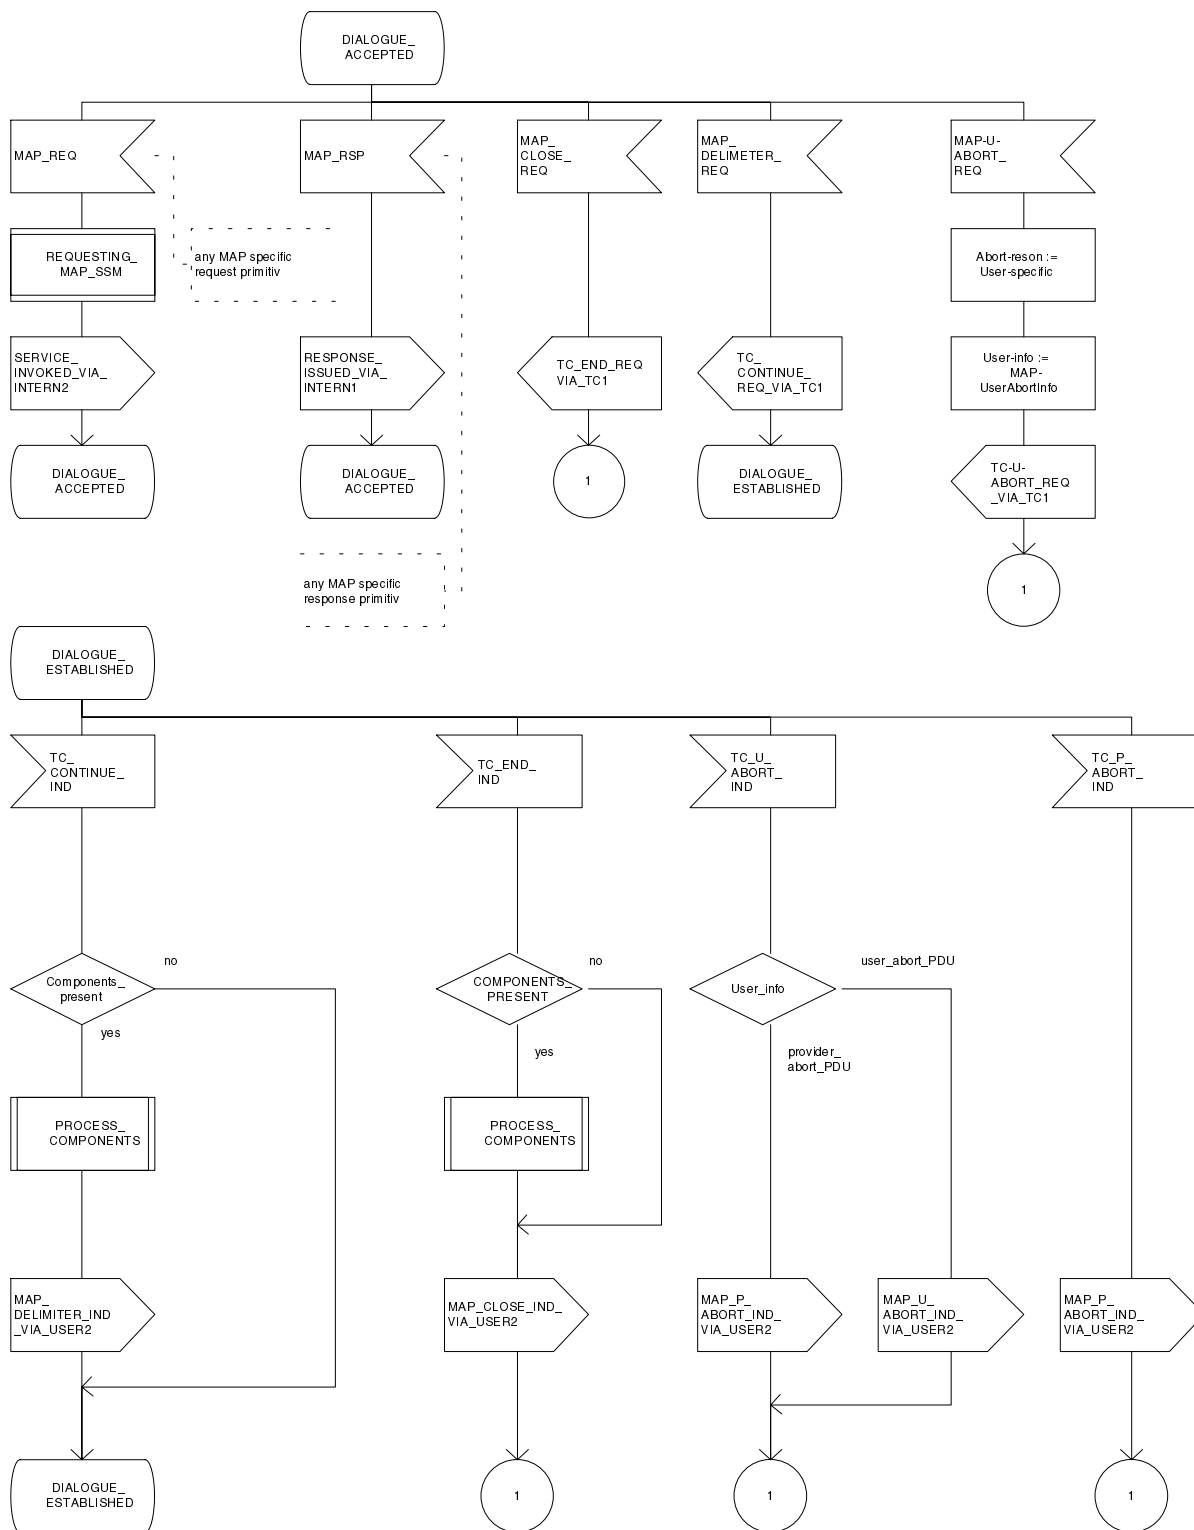 DIALOGUE_
ACCEPTED
MAP_REQ
MAP_RSP
MAP_
CLOSE_
REQ
MAP_
DELIMETER_
REQ
MAP-U-
ABORT_
REQ
REQUESTING_
MAP_SSM
any MAP specific
request primitiv
Abort-reson :=
User-specific
SERVICE_
INVOKED_VIA_
INTERN2
RESPONSE_
ISSUED_VIA_
INTERN1
TC_END_REQ
VIA_TC1
TC_
CONTINUE_
REQ_VIA_TC1
User-info :=
MAP-
UserAbortInfo
DIALOGUE_
ACCEPTED
DIALOGUE_
ACCEPTED
1
DIALOGUE_
ESTABLISHED
TC-U-
ABORT_REQ
_VIA_TC1
any MAP specific
response primitiv
1
DIALOGUE_
ESTABLISHED
TC_
CONTINUE_
IND
TC_END_
IND
TC_U_
ABORT_
IND
TC_P_
ABORT_
IND
Components_
present
no
yes
COMPONENTS_
PRESENT
no
yes
User_info
user_abort_PDU
provider_
abort_PDU
PROCESS_
COMPONENTS
PROCESS_
COMPONENTS
MAP_
DELIMITER_IND
_VIA_USER2
MAP_CLOSE_IND_
VIA_USER2
MAP_P_
ABORT_IND_
VIA_USER2
MAP_U_
ABORT_IND_
VIA_USER2
MAP_P_
ABORT_IND_
VIA_USER2
DIALOGUE_
ESTABLISHED
1
1
1